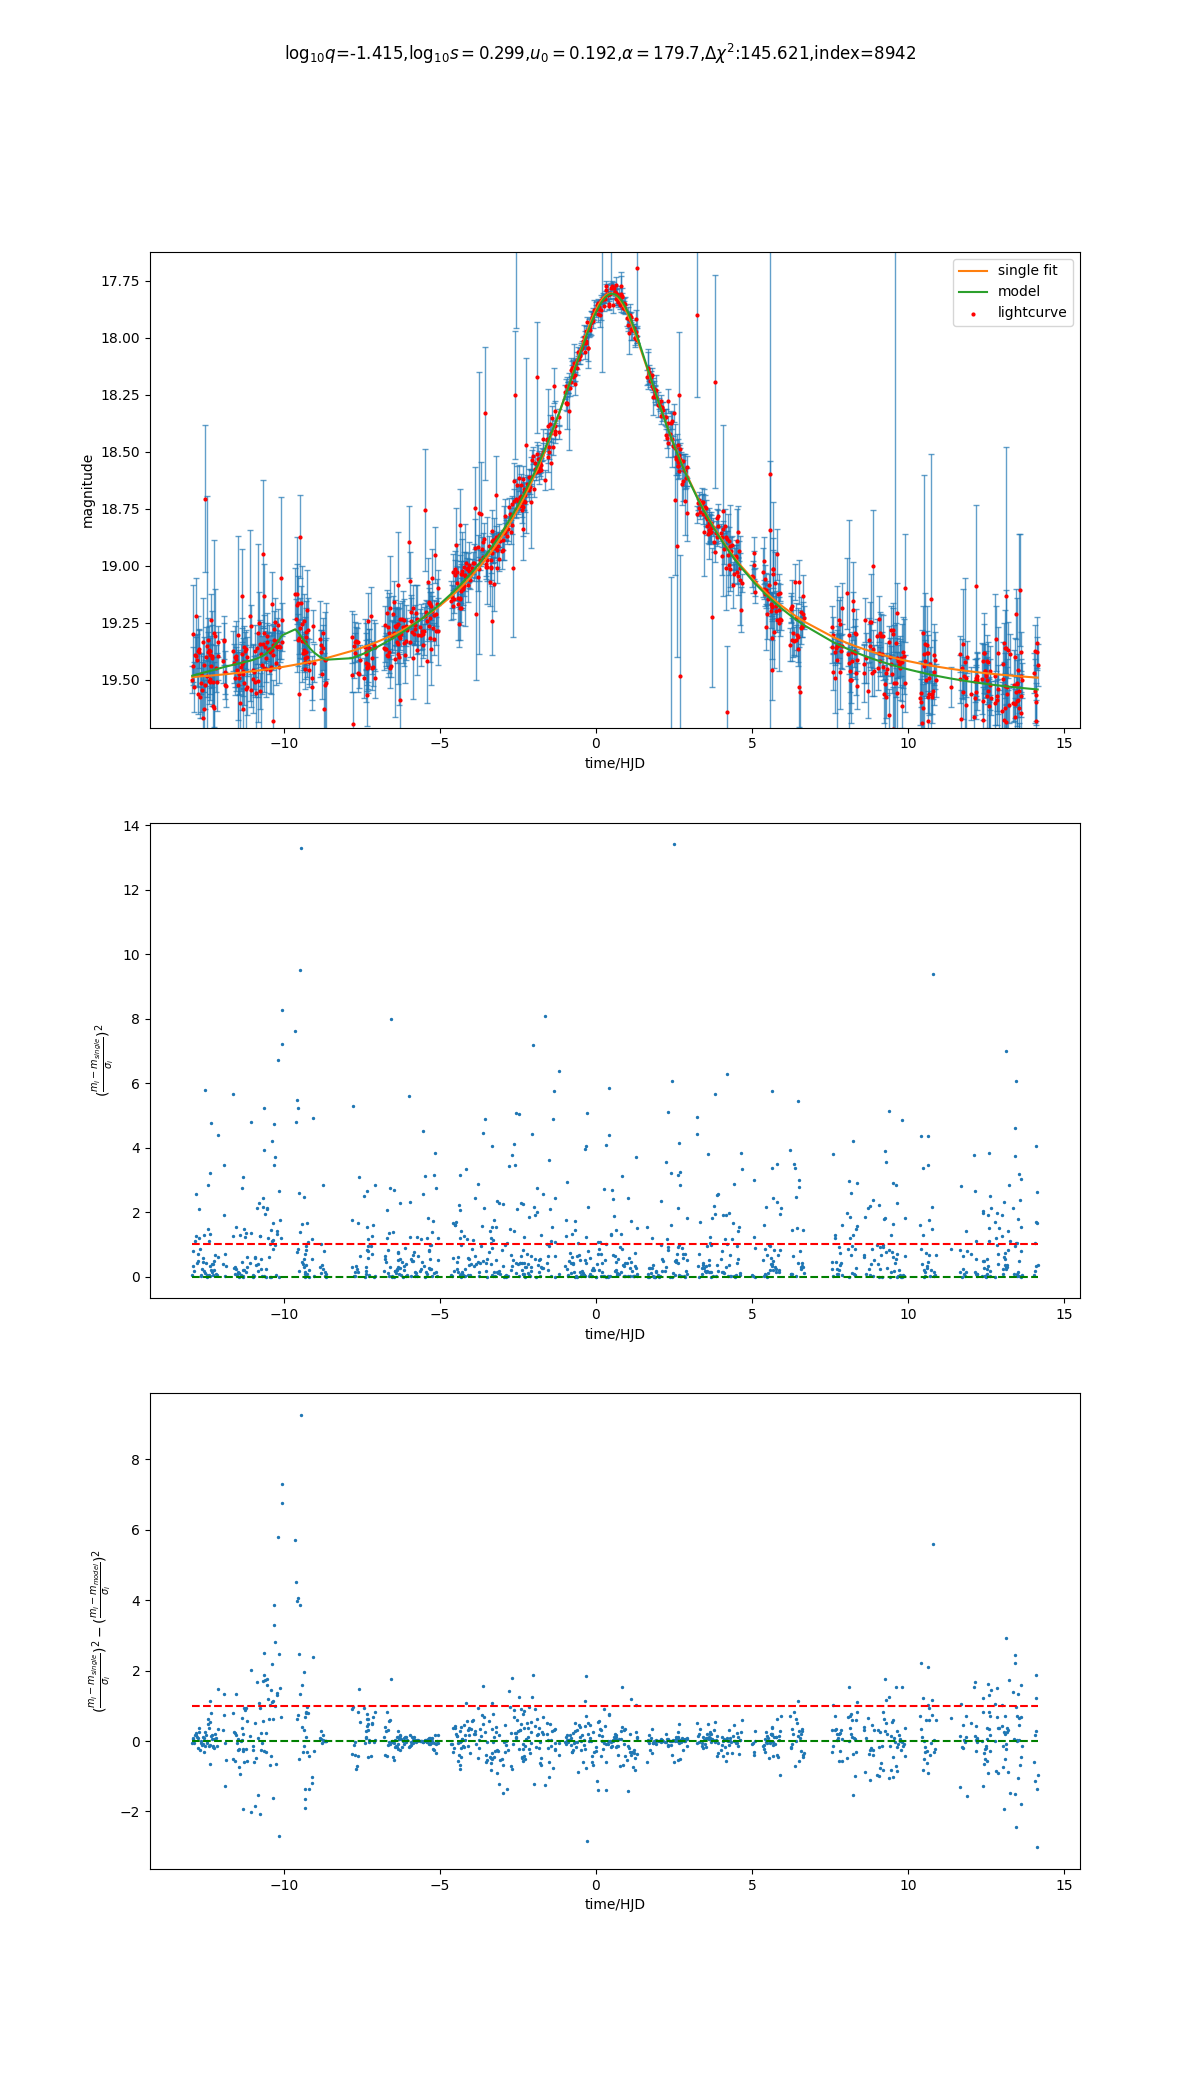 log₁₀q=-1.415,log₁₀s = 0.299,u₀ = 0.192,α = 179.7,Δχ²:145.621,index=8942
single fit
model
lightcurve
17.75
18.00
18.25
18.50
18.75
19.00
19.25
19.50
magnitude
−10 −5 0 5 10 15
time/HJD
14
12
10
8
6
4
2
0
(mᵢ − m_single / σᵢ)²
−10 −5 0 5 10 15
time/HJD
8
6
4
2
0
−2
(mᵢ − m_single / σᵢ)² − (mᵢ − m_model / σᵢ)²
−10 −5 0 5 10 15
time/HJD